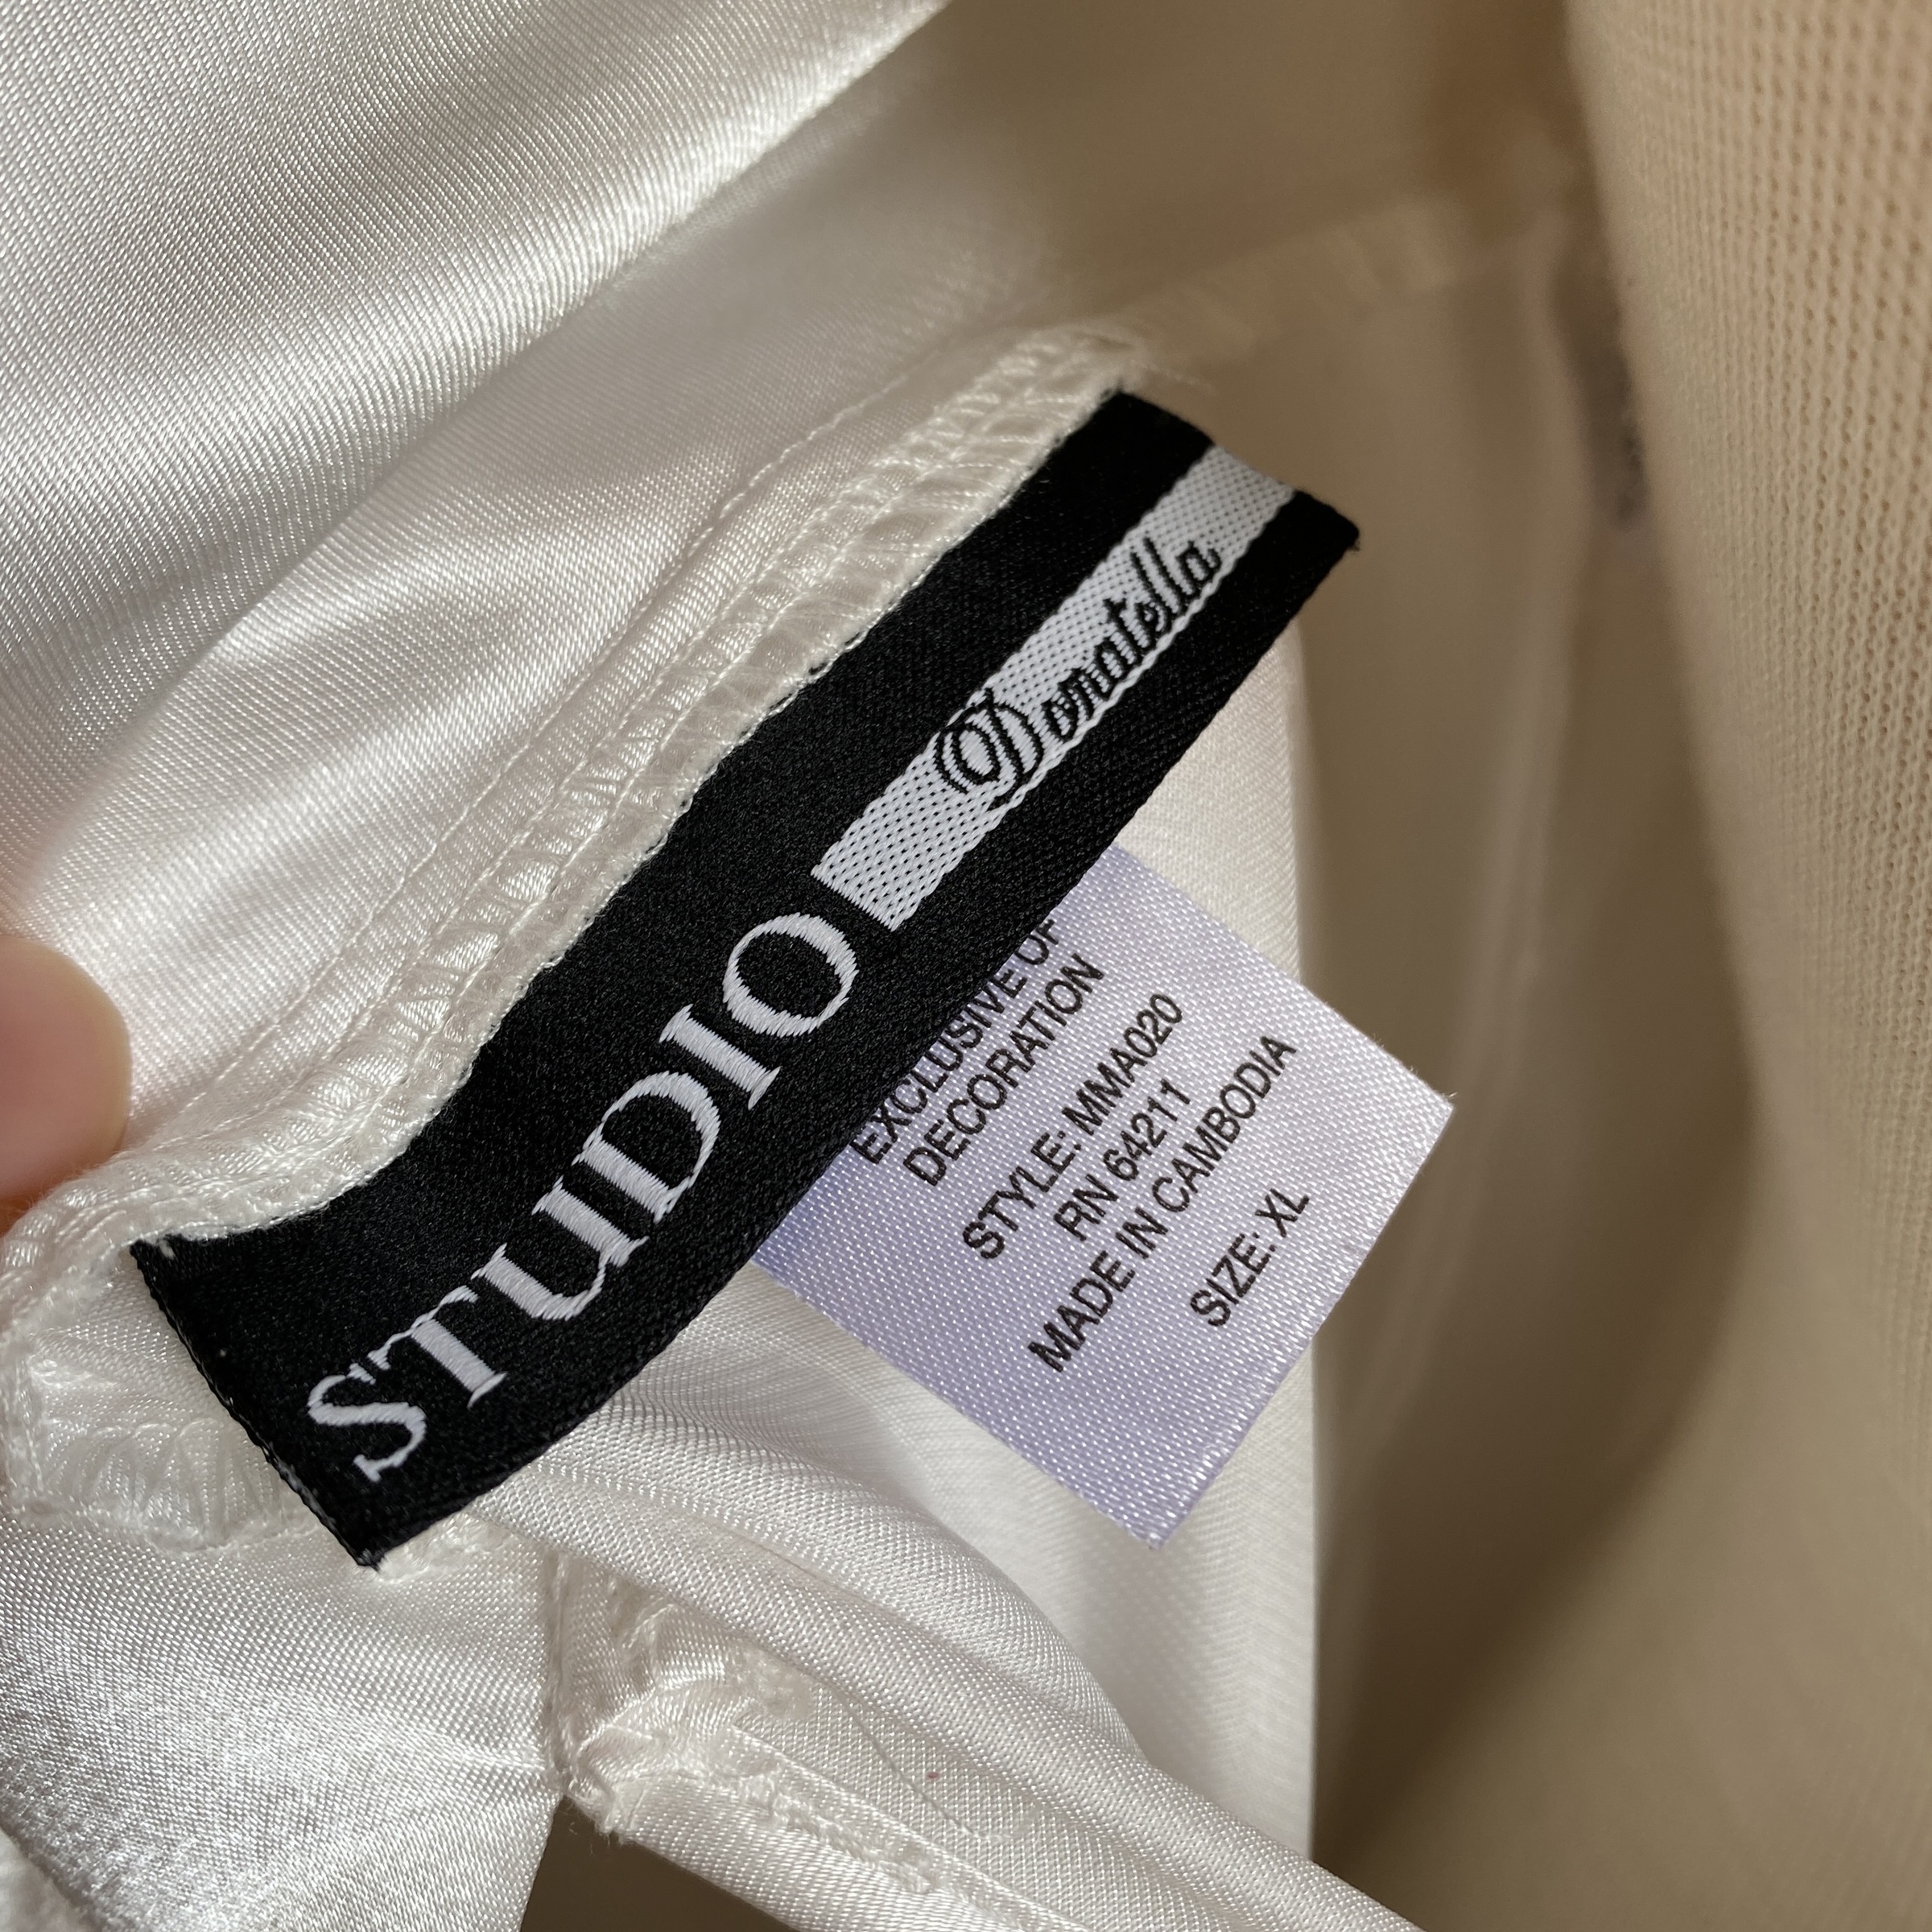 STUDIO Donatella
EXCLUSIVE OF
DECORATION
STYLE: MMA020
RN 64211
MADE IN CAMBODIA
SIZE: XL